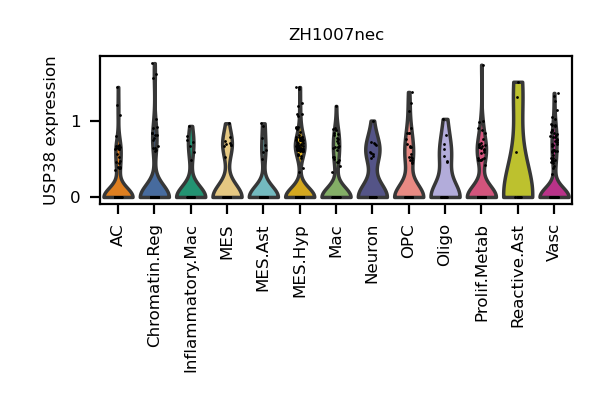 ZH1007nec
USP38 expression
1
0
AC
Chromatin.Reg
Inflammatory.Mac
MES
MES.Ast
MES.Hyp
Mac
Neuron
OPC
Oligo
Prolif.Metab
Reactive.Ast
Vasc